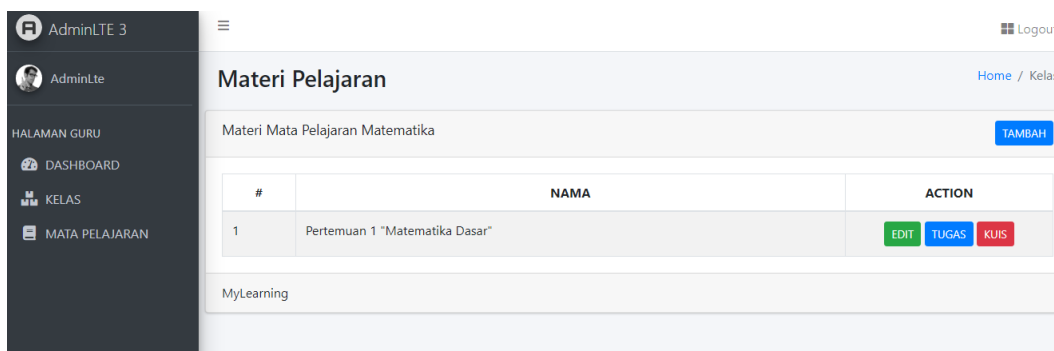 AdminLTE 3
Logout
AdminLte
Materi Pelajaran
Home / Kelas
HALAMAN GURU
DASHBOARD
KELAS
MATA PELAJARAN
Materi Mata Pelajaran Matematika
TAMBAH
# NAMA ACTION
1 Pertemuan 1 "Matematika Dasar" EDIT TUGAS KUIS
MyLearning